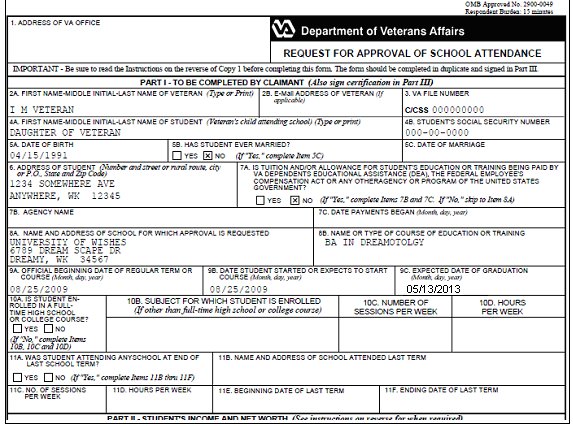 OMB Approved No. 2900-0049
Respondent Burden: 15 minutes
1. ADDRESS OF VA OFFICE
VA Department of Veterans Affairs
REQUEST FOR APPROVAL OF SCHOOL ATTENDANCE
IMPORTANT - Be sure to read the Instructions on the reverse of Copy 1 before completing this form. The form should be completed in duplicate and signed in Part III.
PART I - TO BE COMPLETED BY CLAIMANT (Also sign certification in Part III)
2A. FIRST NAME-MIDDLE INITIAL-LAST NAME OF VETERAN (Type or Print)
I M VETERAN
2B. E-Mail ADDRESS OF VETERAN (If
applicable)
3. VA FILE NUMBER
C/CSS 000000000
4A. FIRST NAME-MIDDLE INITIAL-LAST NAME OF STUDENT (Veteran's child attending school) (Type or print)
DAUGHTER OF VETERAN
4B. STUDENT'S SOCIAL SECURITY NUMBER
000-00-0000
5A. DATE OF BIRTH
04/15/1991
5B. HAS STUDENT EVER MARRIED?
YES X NO (If "Yes," complete Item 5C)
5C. DATE OF MARRIAGE
6. ADDRESS OF STUDENT (Number and street or rural route, city
or P.O., State and Zip Code)
1234 SOMEWHERE AVE
ANYWHERE, WK 12345
7A. IS TUITION AND/OR ALLOWANCE FOR STUDENT'S EDUCATION OR TRAINING BEING PAID BY
VA DEPENDENTS EDUCATIONAL ASSISTANCE (DEA), THE FEDERAL EMPLOYEE'S
COMPENSATION ACT OR ANY OTHERAGENCY OR PROGRAM OF THE UNITED STATES
GOVERNMENT?
YES X NO (If "Yes," complete Items 7B and 7C. If "No," skip to Item 8A)
7B. AGENCY NAME
7C. DATE PAYMENTS BEGAN (Month, day, year)
8A. NAME AND ADDRESS OF SCHOOL FOR WHICH APPROVAL IS REQUESTED
UNIVERSITY OF WISHES
6789 DREAM SCAPE DR
DREAMY, WK 34567
8B. NAME OR TYPE OF COURSE OF EDUCATION OR TRAINING
BA IN DREAMOTOLGY
9A. OFFICIAL BEGINNING DATE OF REGULAR TERM OR
COURSE (Month, day, year)
08/25/2009
9B. DATE STUDENT STARTED OR EXPECTS TO START
COURSE (Month, day, year)
08/25/2009
9C. EXPECTED DATE OF GRADUATION
(Month, day, year)
05/13/2013
10A. IS STUDENT EN-
ROLLED IN A FULL-
TIME HIGH SCHOOL
OR COLLEGE COURSE?
YES NO
(If "No," complete Items
10B, 10C and 10D)
10B. SUBJECT FOR WHICH STUDENT IS ENROLLED
(If other than full-time high school or college course)
10C. NUMBER OF
SESSIONS PER WEEK
10D. HOURS
PER WEEK
11A. WAS STUDENT ATTENDING ANYSCHOOL AT END OF
LAST SCHOOL TERM?
YES NO (If "Yes," complete Items 11B thru 11F)
11B. NAME AND ADDRESS OF SCHOOL ATTENDED LAST TERM
11C. NO. OF SESSIONS
PER WEEK
11D. HOURS PER WEEK
11E. BEGINNING DATE OF LAST TERM
11F. ENDING DATE OF LAST TERM
PART II - STUDENT'S INCOME AND NET WORTH (See instructions on reverse for when required)